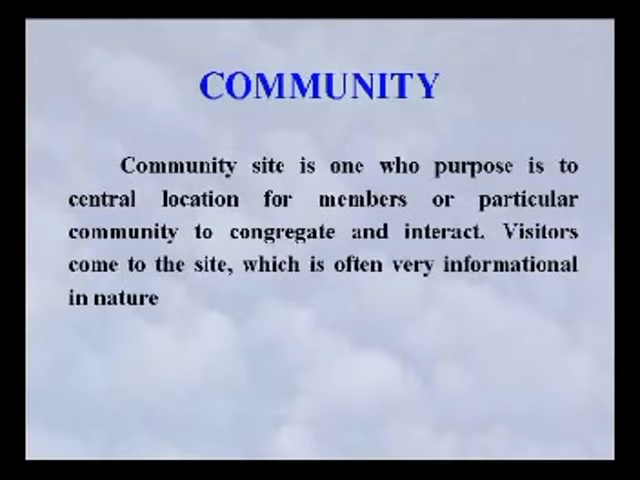 COMMUNITY
Community site is one who purpose is to
central location for members or particular
community to congregate and interact. Visitors
come to the site, which is often very informational
in nature